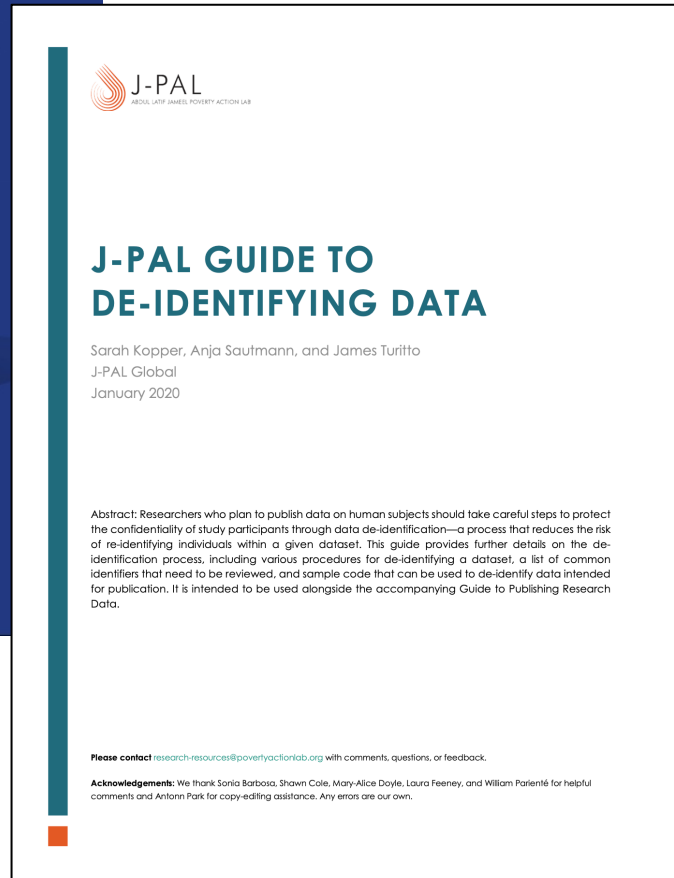 J-PAL
ABDUL LATIF JAMEEL POVERTY ACTION LAB
J-PAL GUIDE TO
DE-IDENTIFYING DATA
Sarah Kopper, Anja Sautmann, and James Turitto
J-PAL Global
January 2020
Abstract: Researchers who plan to publish data on human subjects should take careful steps to protect
the confidentiality of study participants through data de-identification—a process that reduces the risk
of re-identifying individuals within a given dataset. This guide provides further details on the de-
identification process, including various procedures for de-identifying a dataset, a list of common
identifiers that need to be reviewed, and sample code that can be used to de-identify data intended
for publication. It is intended to be used alongside the accompanying Guide to Publishing Research
Data.
Please contact research-resources@povertyactionlab.org with comments, questions, or feedback.
Acknowledgements: We thank Sonia Barbosa, Shawn Cole, Mary-Alice Doyle, Laura Feeney, and William Parienté for helpful
comments and Antonn Park for copy-editing assistance. Any errors are our own.